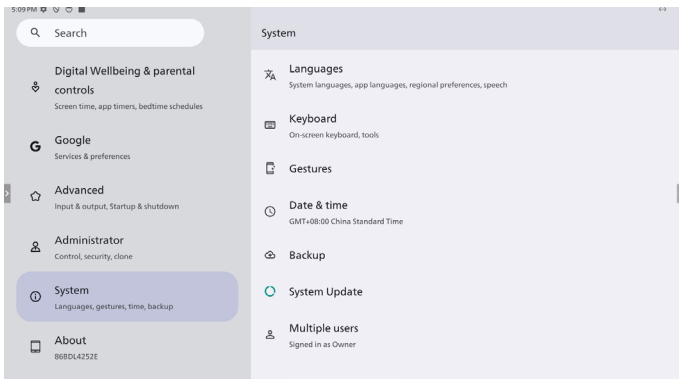 5:09 PM
Search
Digital Wellbeing & parental
controls
Screen time, app timers, bedtime schedules
Google
Services & preferences
Advanced
Input & output, Startup & shutdown
Administrator
Control, security, clone
System
Languages, gestures, time, backup
About
86BDL4252E
System
Languages
System languages, app languages, regional preferences, speech
Keyboard
On-screen keyboard, tools
Gestures
Date & time
GMT+08:00 China Standard Time
Backup
System Update
Multiple users
Signed in as Owner